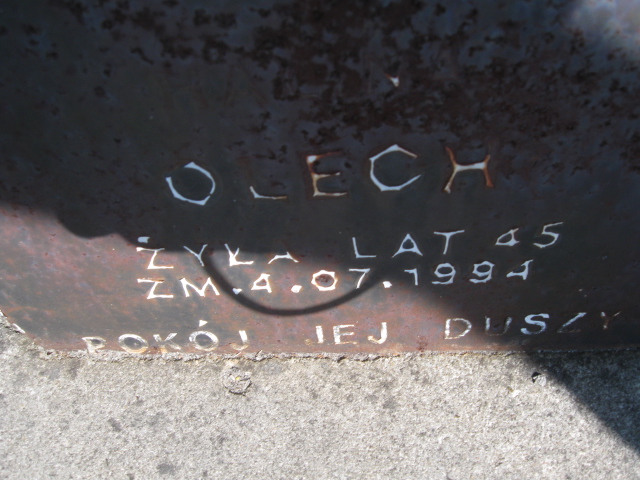 OLECH
ŻYŁA LAT 45
ZM. 4.07.1994
POKÓJ JEJ DUSZY